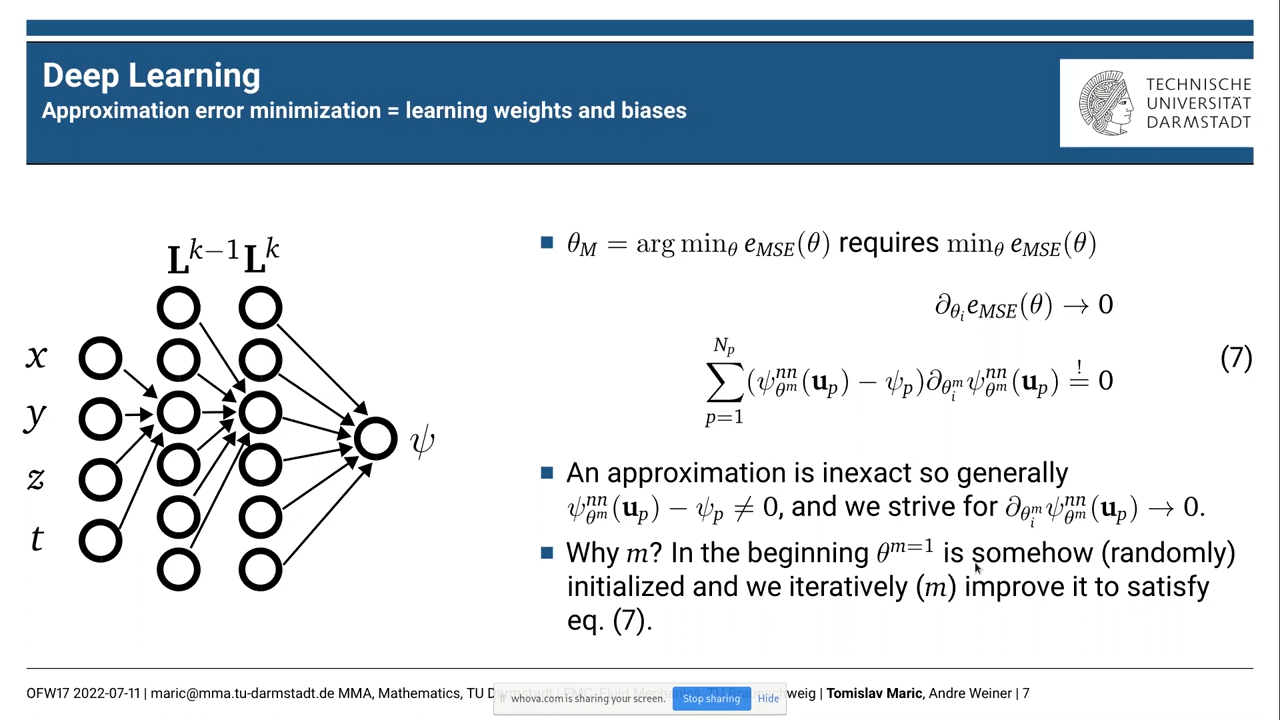 Deep Learning
Approximation error minimization = learning weights and biases
TECHNISCHE
UNIVERSITÄT
DARMSTADT
𝐋ᵏ⁻¹ 𝐋ᵏ
x
y
z
t
ψ
■ θ_M = arg min_θ e_MSE(θ) requires min_θ e_MSE(θ)
∂_{θ_i} e_MSE(θ) → 0
∑_{p=1}^{N_p} (ψ^{nn}_{θ^m}(𝐮_p) − ψ_p) ∂_{θ_i^m} ψ^{nn}_{θ^m}(𝐮_p) =^! 0
(7)
■ An approximation is inexact so generally
ψ^{nn}_{θ^m}(𝐮_p) − ψ_p ≠ 0, and we strive for ∂_{θ_i^m} ψ^{nn}_{θ^m}(𝐮_p) → 0.
■ Why m? In the beginning θ^{m=1} is somehow (randomly)
initialized and we iteratively (m) improve it to satisfy
eq. (7).
OFW17 2022-07-11 | maric@mma.tu-darmstadt.de MMA, Mathematics, TU | Tomislav Maric, Andre Weiner | 7
whova.com is sharing your screen. Stop sharing Hide